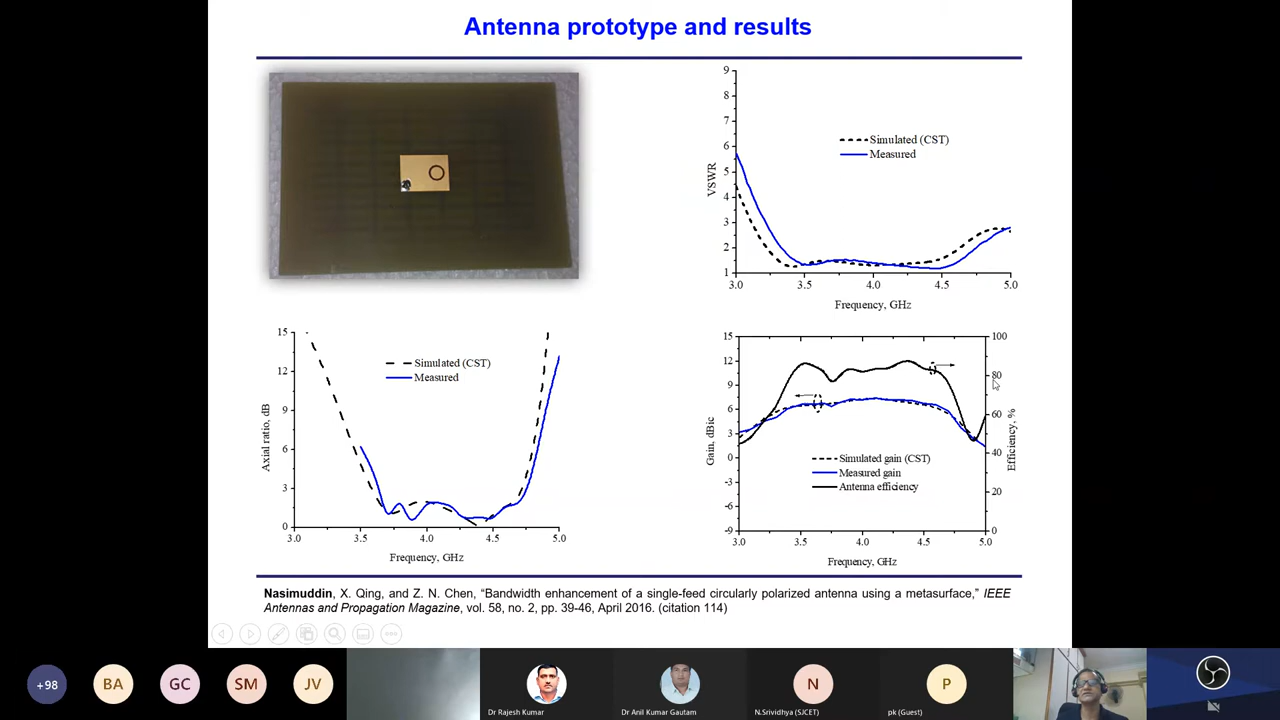 Antenna prototype and results
9
8
7
6
5
4
3
2
1
VSWR
Simulated (CST)
Measured
3.0 3.5 4.0 4.5 5.0
Frequency, GHz
15
12
9
6
3
0
Axial ratio, dB
Simulated (CST)
Measured
3.0 3.5 4.0 4.5 5.0
Frequency, GHz
15
12
9
6
3
0
-3
-6
-9
Gain, dBic
100
80
60
40
20
0
Efficiency, %
Simulated gain (CST)
Measured gain
Antenna efficiency
3.0 3.5 4.0 4.5 5.0
Frequency, GHz
Nasimuddin, X. Qing, and Z. N. Chen, “Bandwidth enhancement of a single-feed circularly polarized antenna using a metasurface,” IEEE
Antennas and Propagation Magazine, vol. 58, no. 2, pp. 39-46, April 2016. (citation 114)
+98 BA GC SM JV N P
Dr Rajesh Kumar Dr Anil Kumar Gautam N.Srividhya (SJCET) pk (Guest)